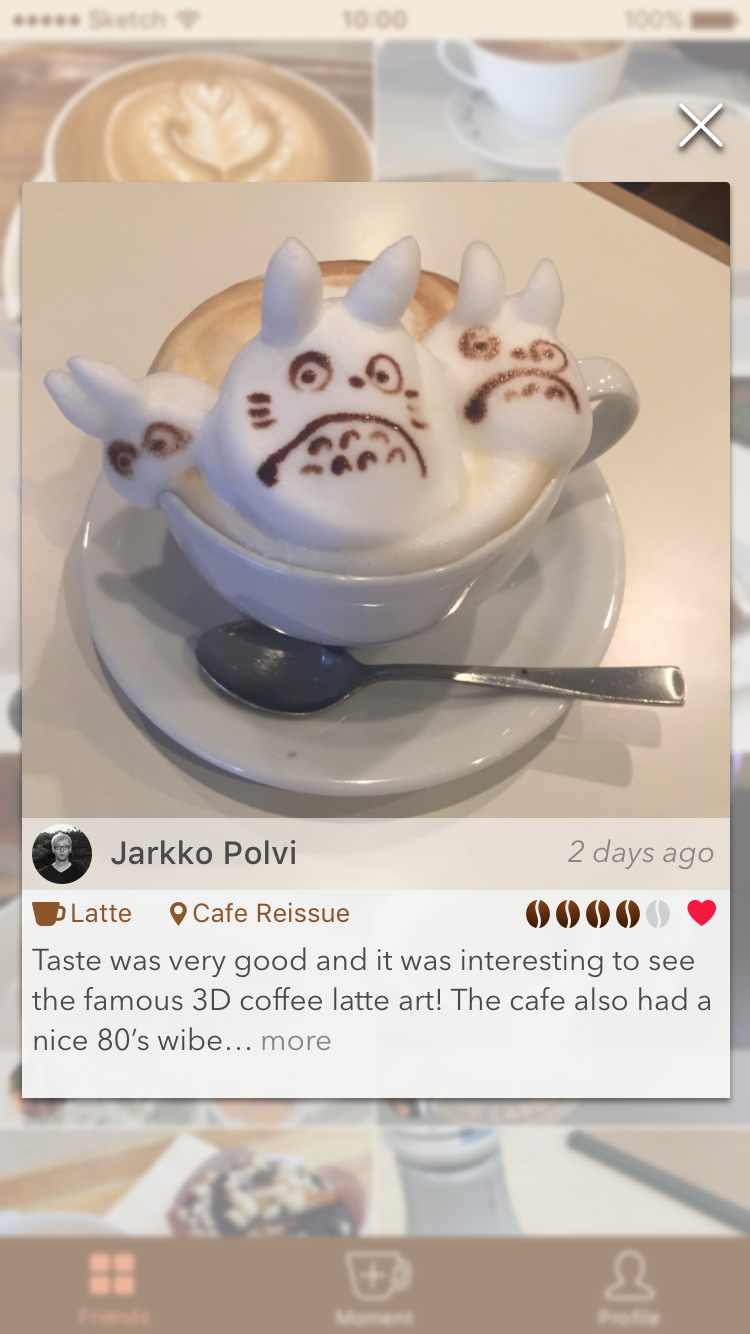 Sketch 10:00 100%
Jarkko Polvi 2 days ago
Latte Cafe Reissue
Taste was very good and it was interesting to see
the famous 3D coffee latte art! The cafe also had a
nice 80’s wibe… more
Friends Moment Profile